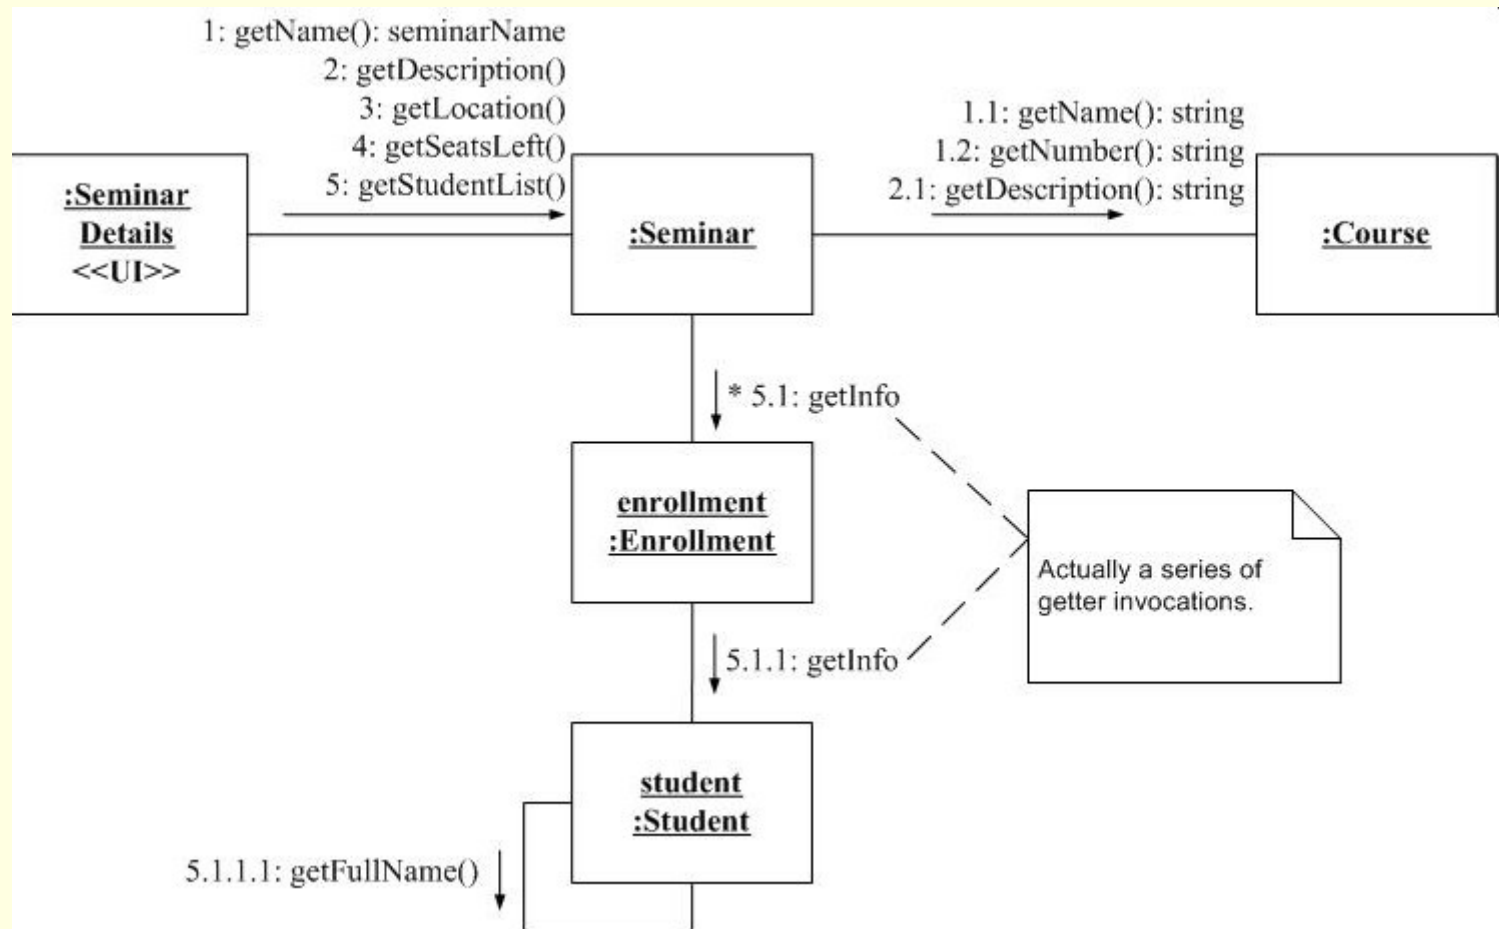 1: getName(): seminarName
2: getDescription()
3: getLocation()
4: getSeatsLeft()
5: getStudentList()
1.1: getName(): string
1.2: getNumber(): string
2.1: getDescription(): string
:Seminar
Details
<<UI>>
:Seminar
:Course
* 5.1: getInfo
enrollment
:Enrollment
Actually a series of
getter invocations.
5.1.1: getInfo
student
:Student
5.1.1.1: getFullName()